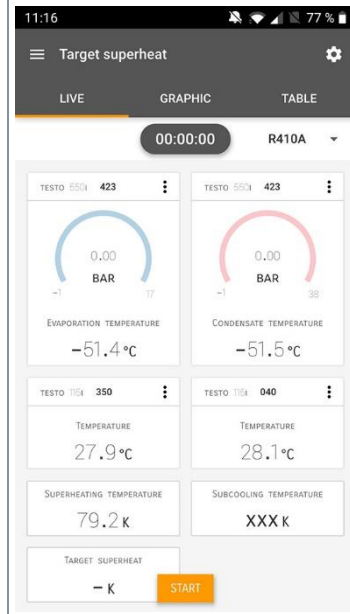 11:16 77 %
Target superheat
LIVE GRAPHIC TABLE
00:00:00 R410A
TESTO 550i 423 TESTO 550i 423
0.00 0.00
BAR BAR
-1 17 -1 38
EVAPORATION TEMPERATURE CONDENSATE TEMPERATURE
-51.4 °C -51.5 °C
TESTO 115i 350 TESTO 115i 040
TEMPERATURE TEMPERATURE
27.9 °C 28.1 °C
SUPERHEATING TEMPERATURE SUBCOOLING TEMPERATURE
79.2 K XXX K
TARGET SUPERHEAT
– K START